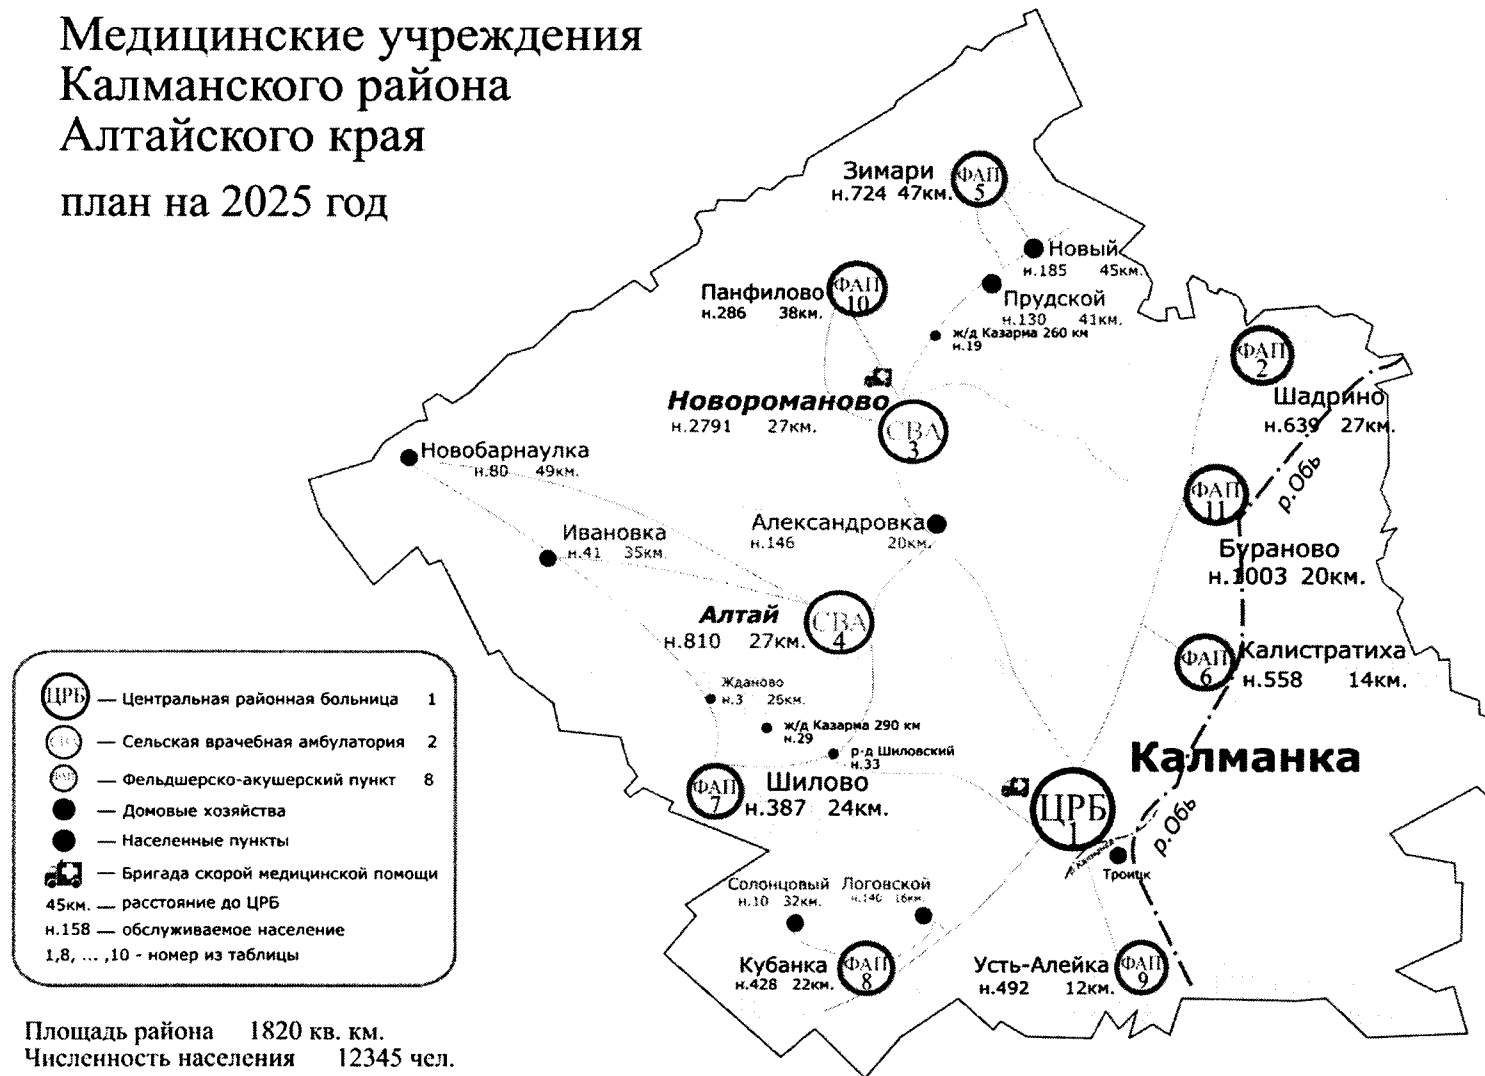 Медицинские учреждения
Калманского района
Алтайского края
план на 2025 год
Зимари
н.724 47км.
ФАП
5
Новый
н.185 45км.
Прудской
н.130 41км.
ж/д Казарма 260 км
н.19
Панфилово
н.286 38км.
ФАП
10
ФАП
2
Шадрино
н.639 27км.
р.Обь
Новороманово
н.2791 27км.
СВА
3
Новобарнаулка
н.80 49км.
Ивановка
н.41 35км.
Александровка
н.146 20км.
ФАП
11
Бураново
н.1003 20км.
Алтай
н.810 27км.
СВА
4
ФАП
6
Калистратиха
н.558 14км.
Жданово
н.3 26км.
ж/д Казарма 290 км
н.29
р-д Шиловский
н.33
ФАП
7
Шилово
н.387 24км.
Калманка
ЦРБ
1
р.Обь
р.Калманка
Троицк
Солонцовый
н.10 32км.
Логовской
н.140 16км.
Кубанка
н.428 22км.
ФАП
8
Усть-Алейка
н.492 12км.
ФАП
9
ЦРБ — Центральная районная больница 1
СВА — Сельская врачебная амбулатория 2
ФАП — Фельдшерско-акушерский пункт 8
— Домовые хозяйства
— Населенные пункты
— Бригада скорой медицинской помощи
45км. — расстояние до ЦРБ
н.158 — обслуживаемое население
1,8, ... ,10 - номер из таблицы
Площадь района 1820 кв. км.
Численность населения 12345 чел.